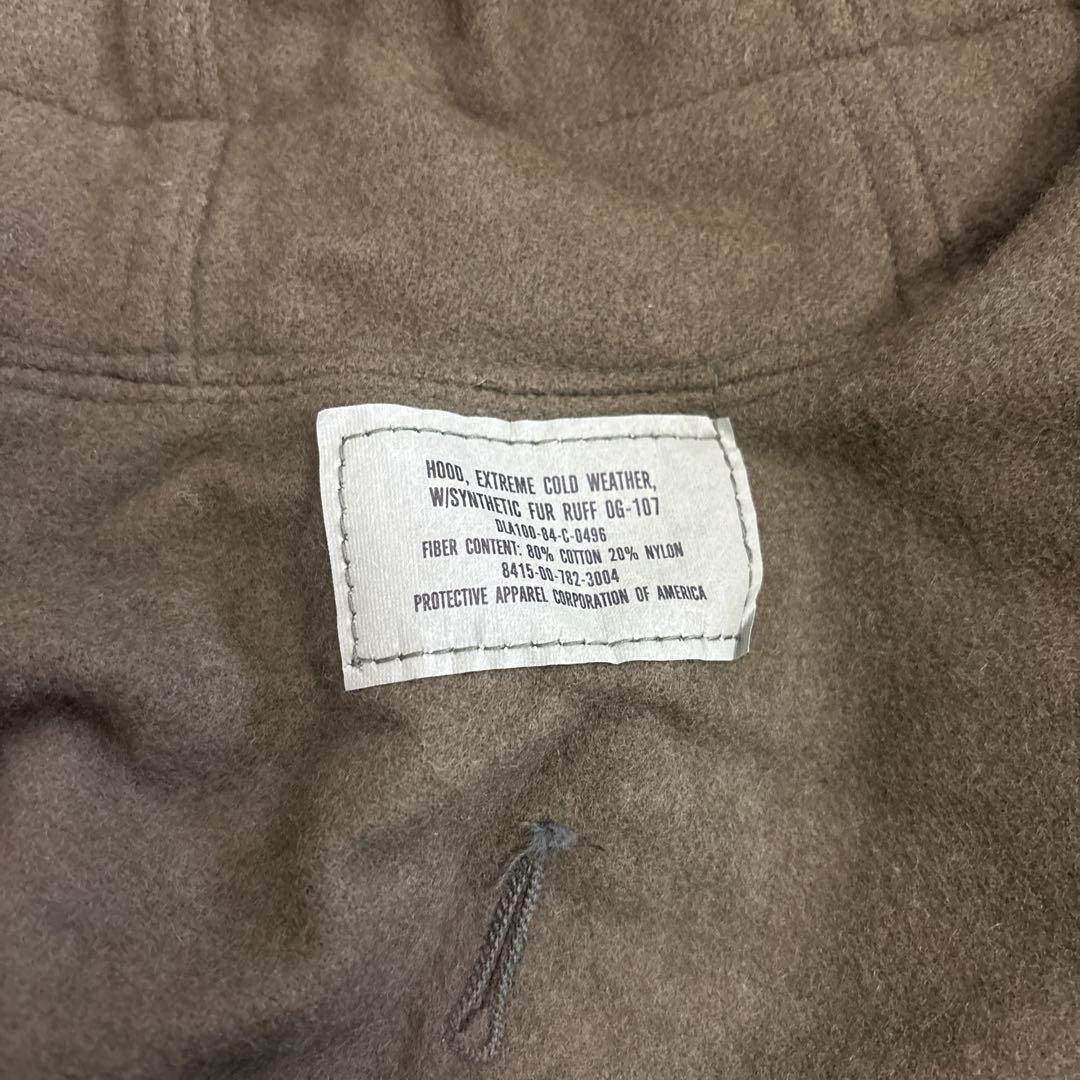 HOOD, EXTREME COLD WEATHER,
W/SYNTHETIC FUR RUFF OG-107
DLA100-84-C-0496
FIBER CONTENT: 80% COTTON 20% NYLON
8415-00-782-3004
PROTECTIVE APPAREL CORPORATION OF AMERICA